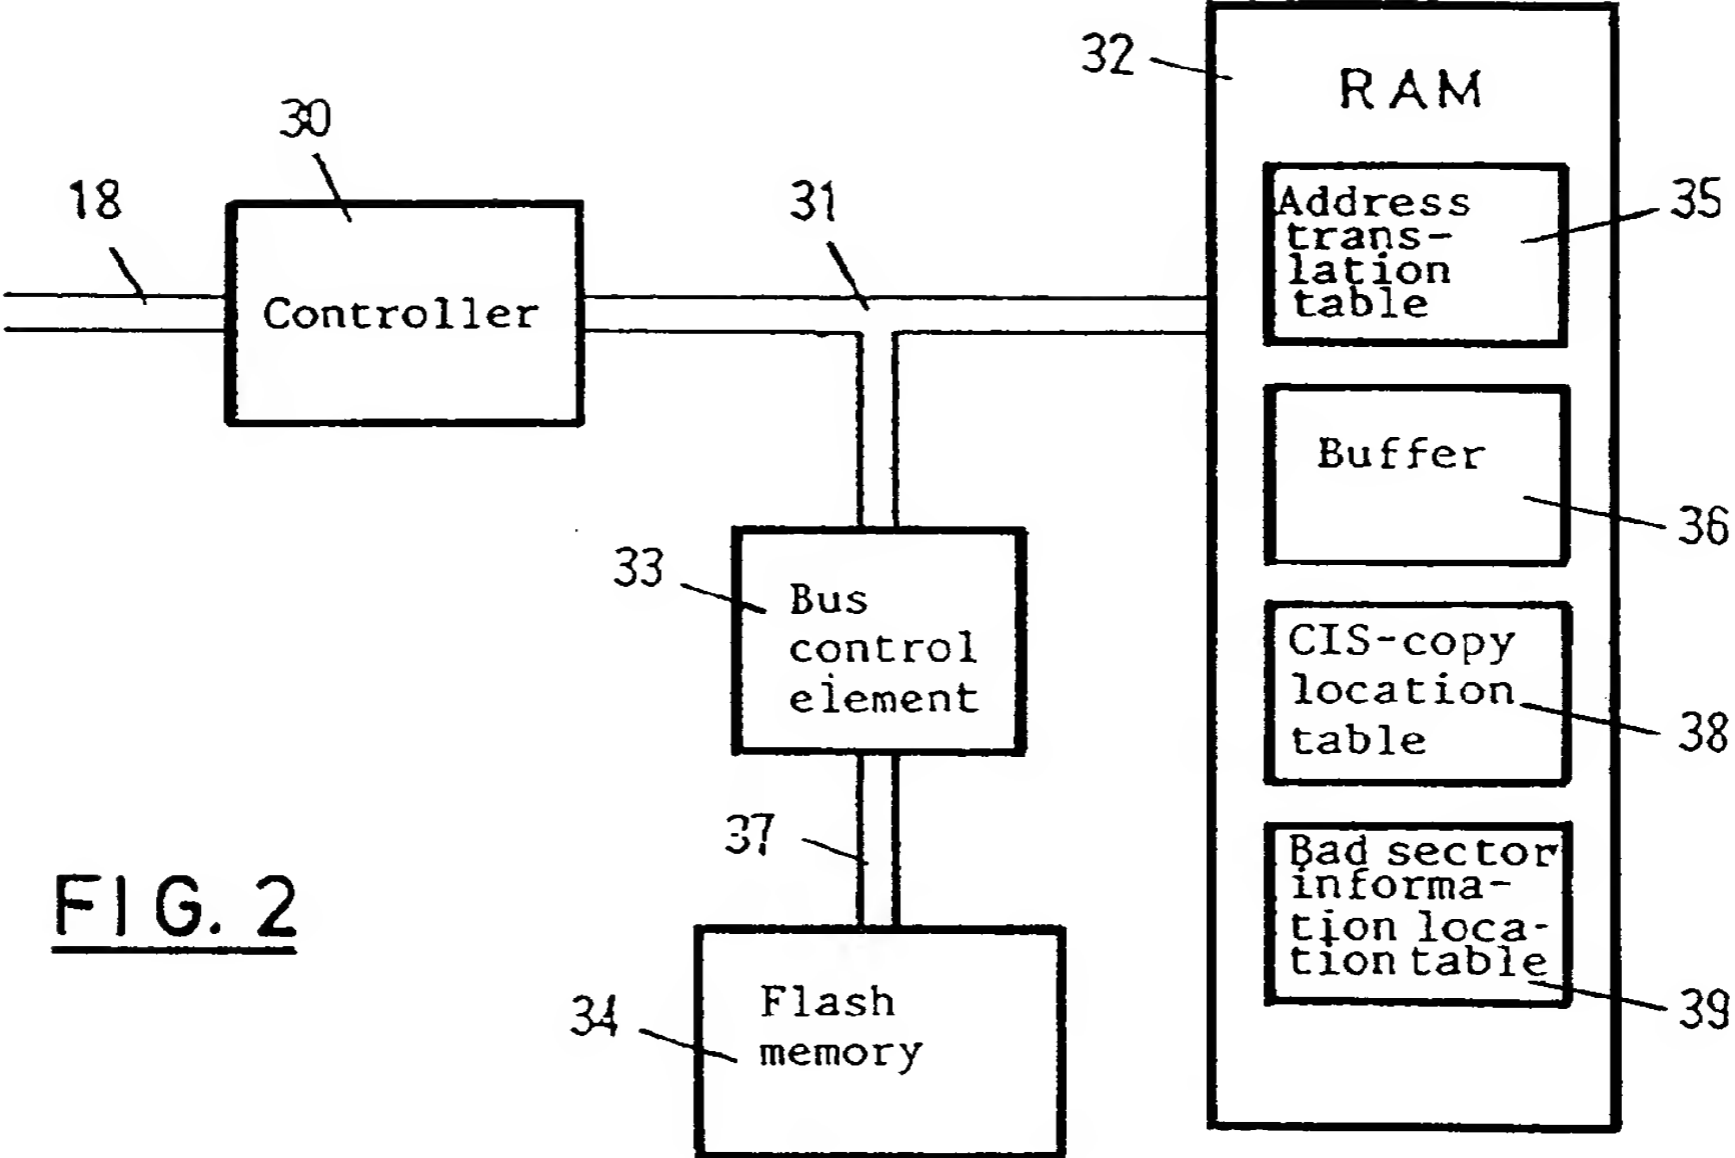 32
RAM
30
18
31
35
Address
trans-
lation
table
Controller
Buffer
36
33
Bus
control
element
CIS-copy
location
table
38
37
Bad sector
informa-
tion loca-
tion table
39
FIG. 2
34
Flash
memory